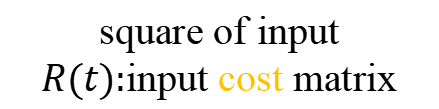 square of input
R(t):input cost matrix